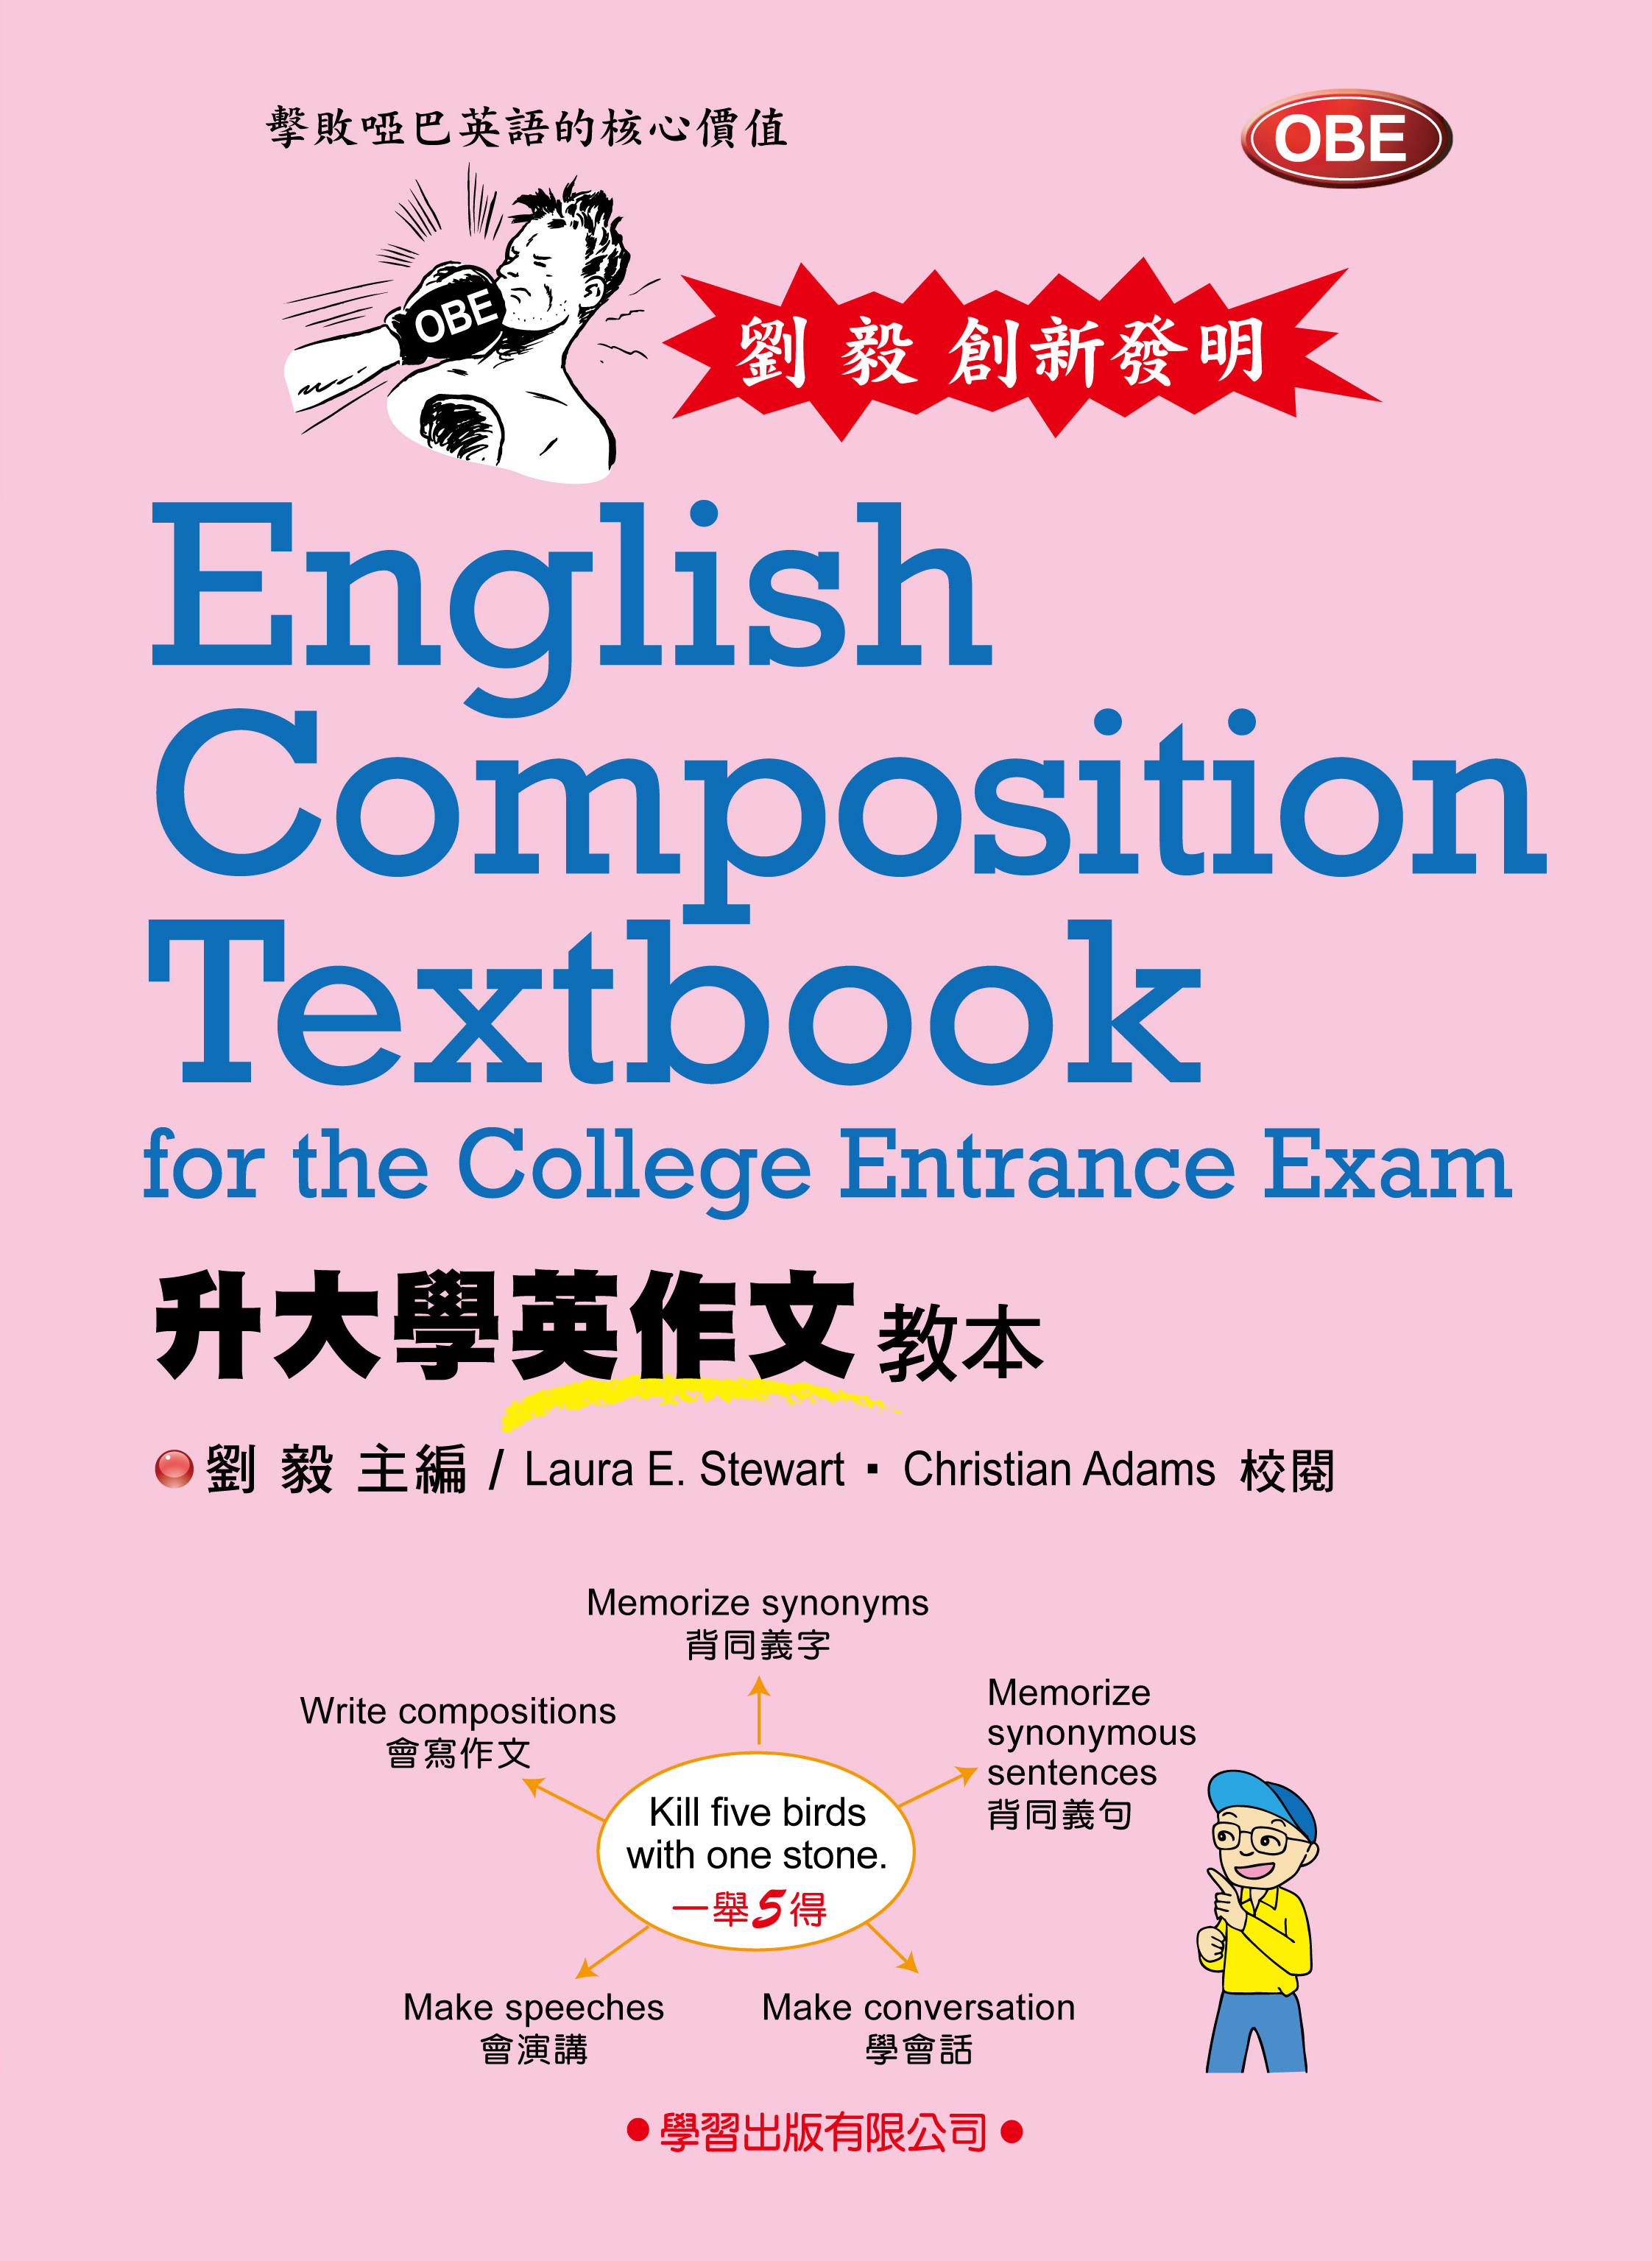 擊敗啞巴英語的核心價值
OBE
OBE
劉 毅 創新發明
English
Composition
Textbook
for the College Entrance Exam
升大學英作文教本
劉 毅 主編 / Laura E. Stewart ▪ Christian Adams 校閱
Memorize synonyms
背同義字
Write compositions
會寫作文
Memorize
synonymous
sentences
背同義句
Kill five birds
with one stone.
一舉5得
Make speeches
會演講
Make conversation
學會話
● 學習出版有限公司 ●